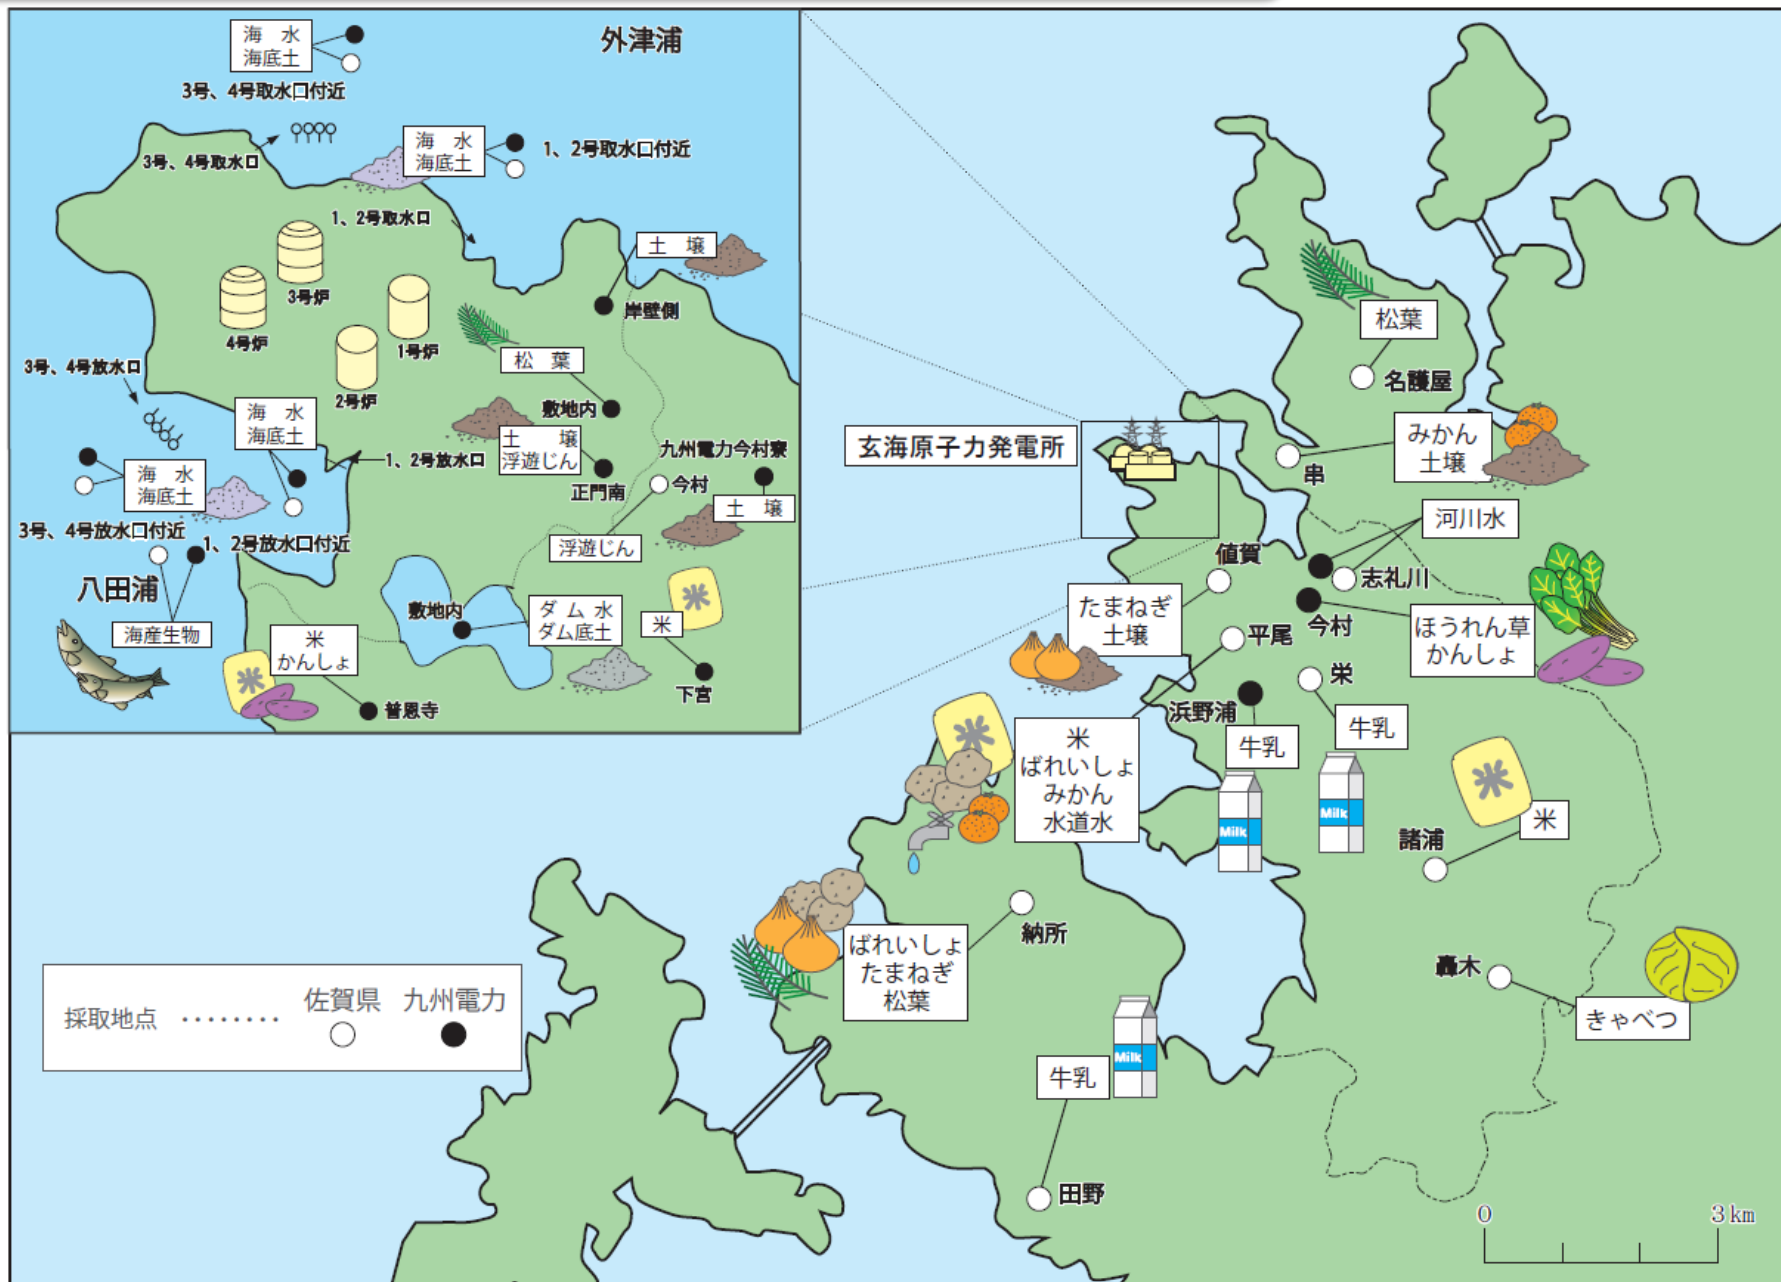 海　水
海底土
3号、4号取水口付近
外津浦
3号、4号取水口
海　水
海底土
1、2号取水口付近
1、2号取水口
土　壌
岸壁側
3号炉
4号炉
1号炉
2号炉
松　葉
敷地内
3号、4号放水口
海　水
海底土
1、2号放水口
土　　壌
浮遊じん
正門南
九州電力今村寮
今村
土　壌
海　水
海底土
3号、4号放水口付近
1、2号放水口付近
浮遊じん
八田浦
海産生物
敷地内
ダ ム 水
ダム底土
米
下宮
米
かんしょ
普恩寺
松葉
名護屋
玄海原子力発電所
みかん
土壌
串
河川水
値賀
志礼川
たまねぎ
土壌
今村
ほうれん草
かんしょ
平尾
栄
浜野浦
牛乳
牛乳
米
ばれいしょ
みかん
水道水
Milk
Milk
米
諸浦
ばれいしょ
たまねぎ
松葉
納所
轟木
きゃべつ
採取地点 ‥‥‥‥ 佐賀県 九州電力
牛乳
Milk
田野
0 3km